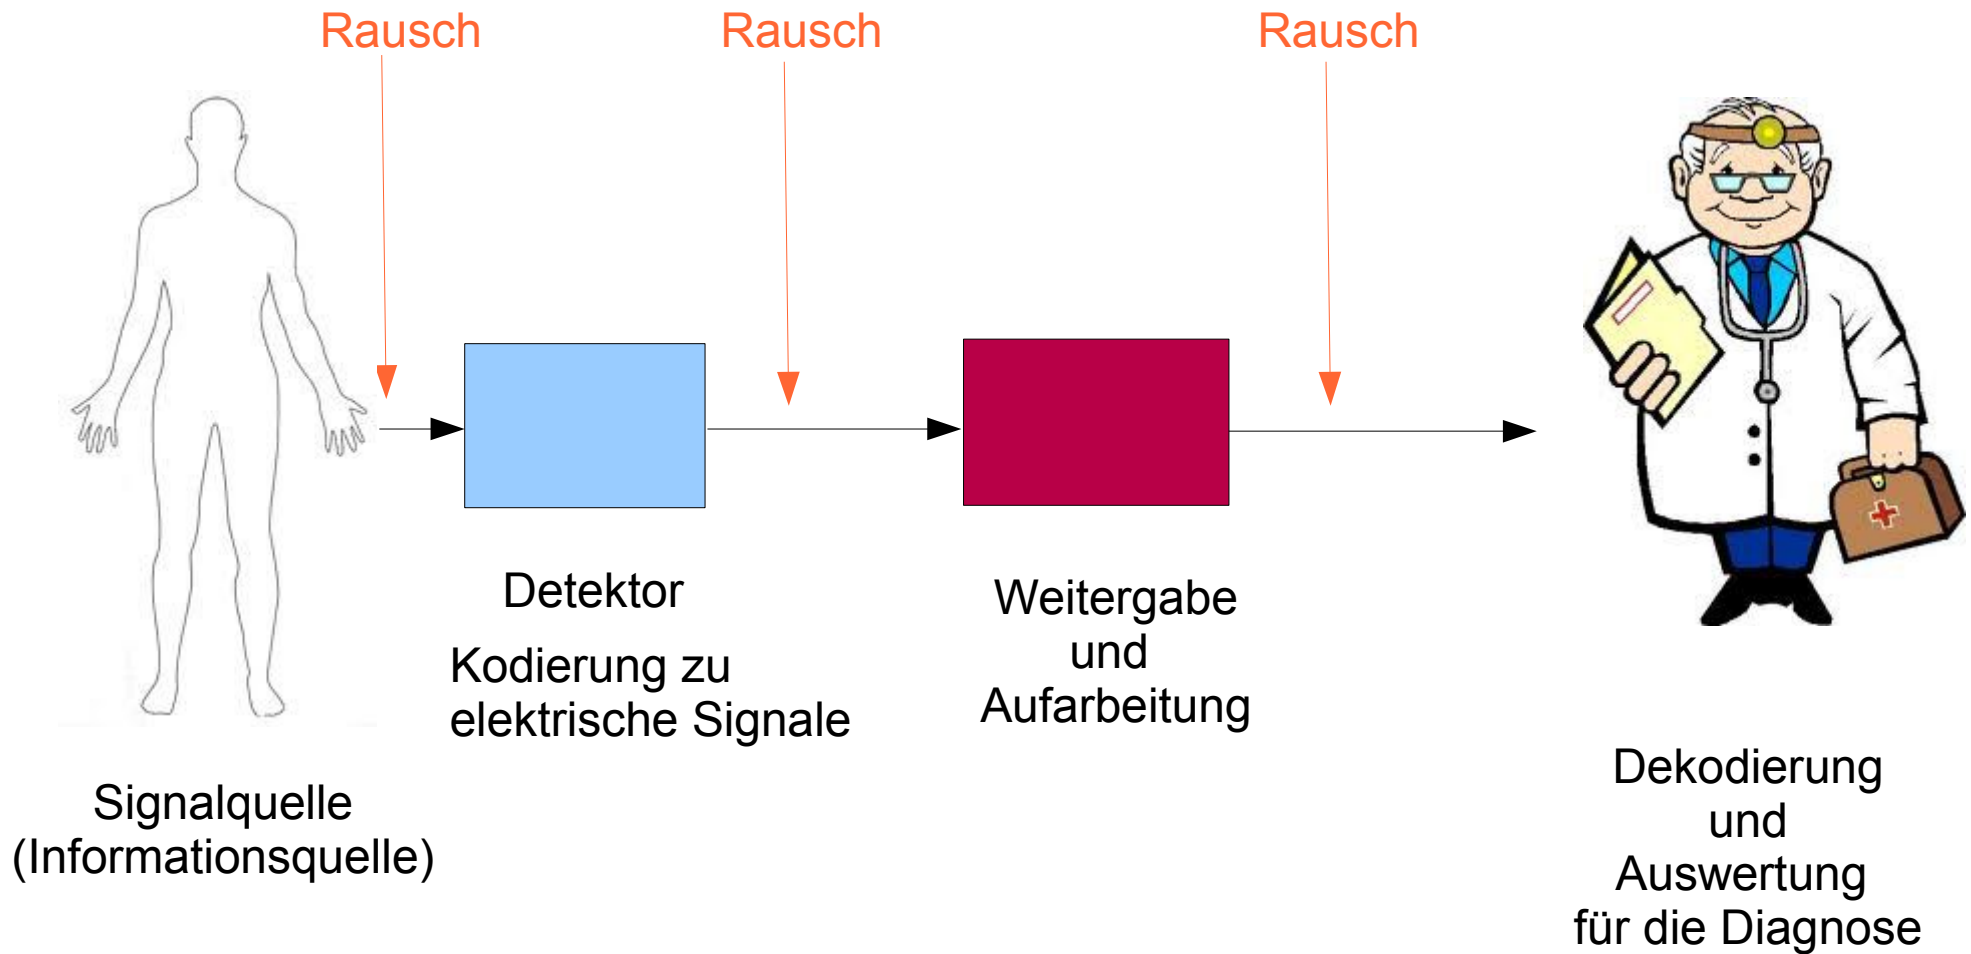 Rausch
Rausch
Rausch
Detektor
Kodierung zu
elektrische Signale
Weitergabe
und
Aufarbeitung
Signalquelle
(Informationsquelle)
Dekodierung
und
Auswertung
für die Diagnose